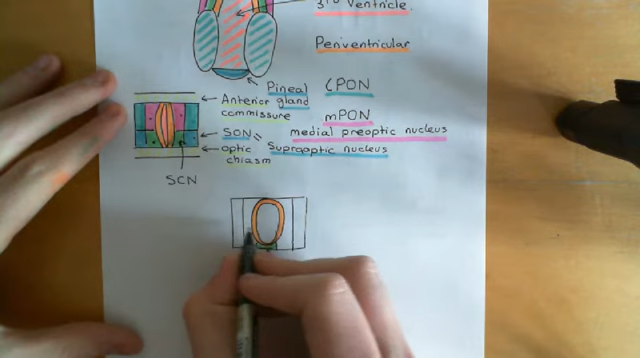 3rd Ventricle.
Periventricular
Pineal
gland
LPON
Anterior
commissure
mPON
medial preoptic nucleus
SON =
Supraoptic nucleus
optic
chiasm
SCN